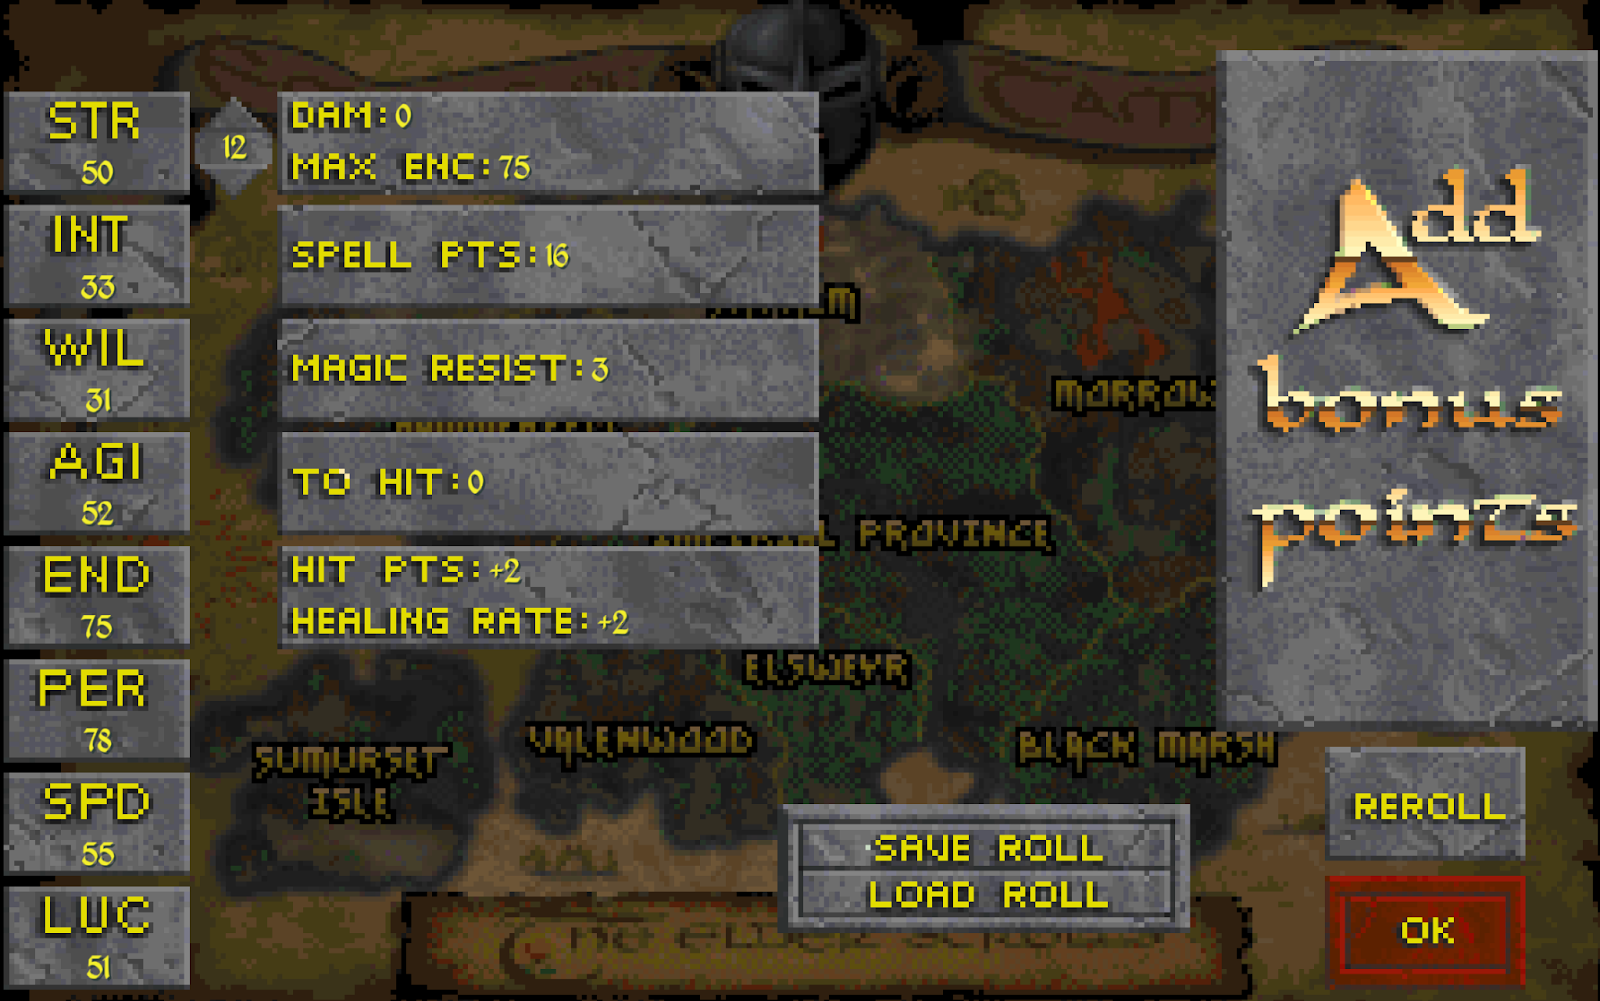 STR
50
12
DAM:0
MAX ENC:75
INT
33
SPELL PTS:16
WIL
31
MAGIC RESIST:3
AGI
52
TO HIT:0
END
75
HIT PTS:+2
HEALING RATE:+2
PER
78
SPD
55
LUC
51
Add
bonus
points
PROVINCE
ELSWEYR
VALENWOOD
BLACK MARSH
SUMURSET
ISLE
SAVE ROLL
LOAD ROLL
REROLL
OK